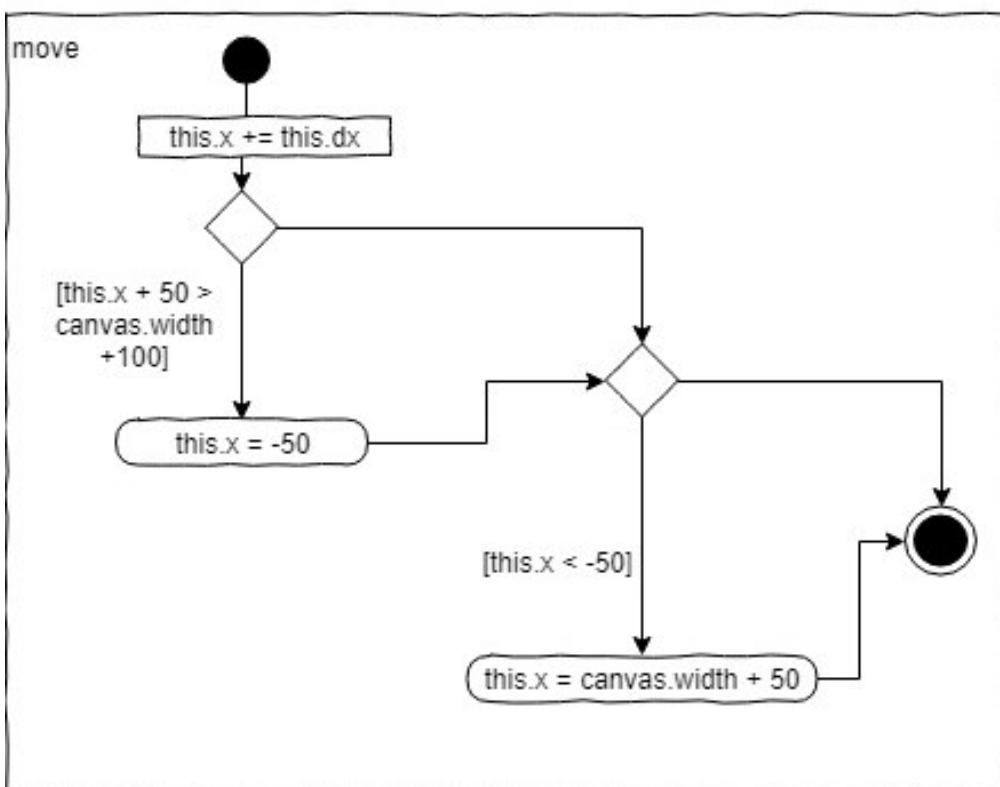 move
this.x += this.dx
[this.x + 50 >
canvas.width
+100]
this.x = -50
[this.x < -50]
this.x = canvas.width + 50